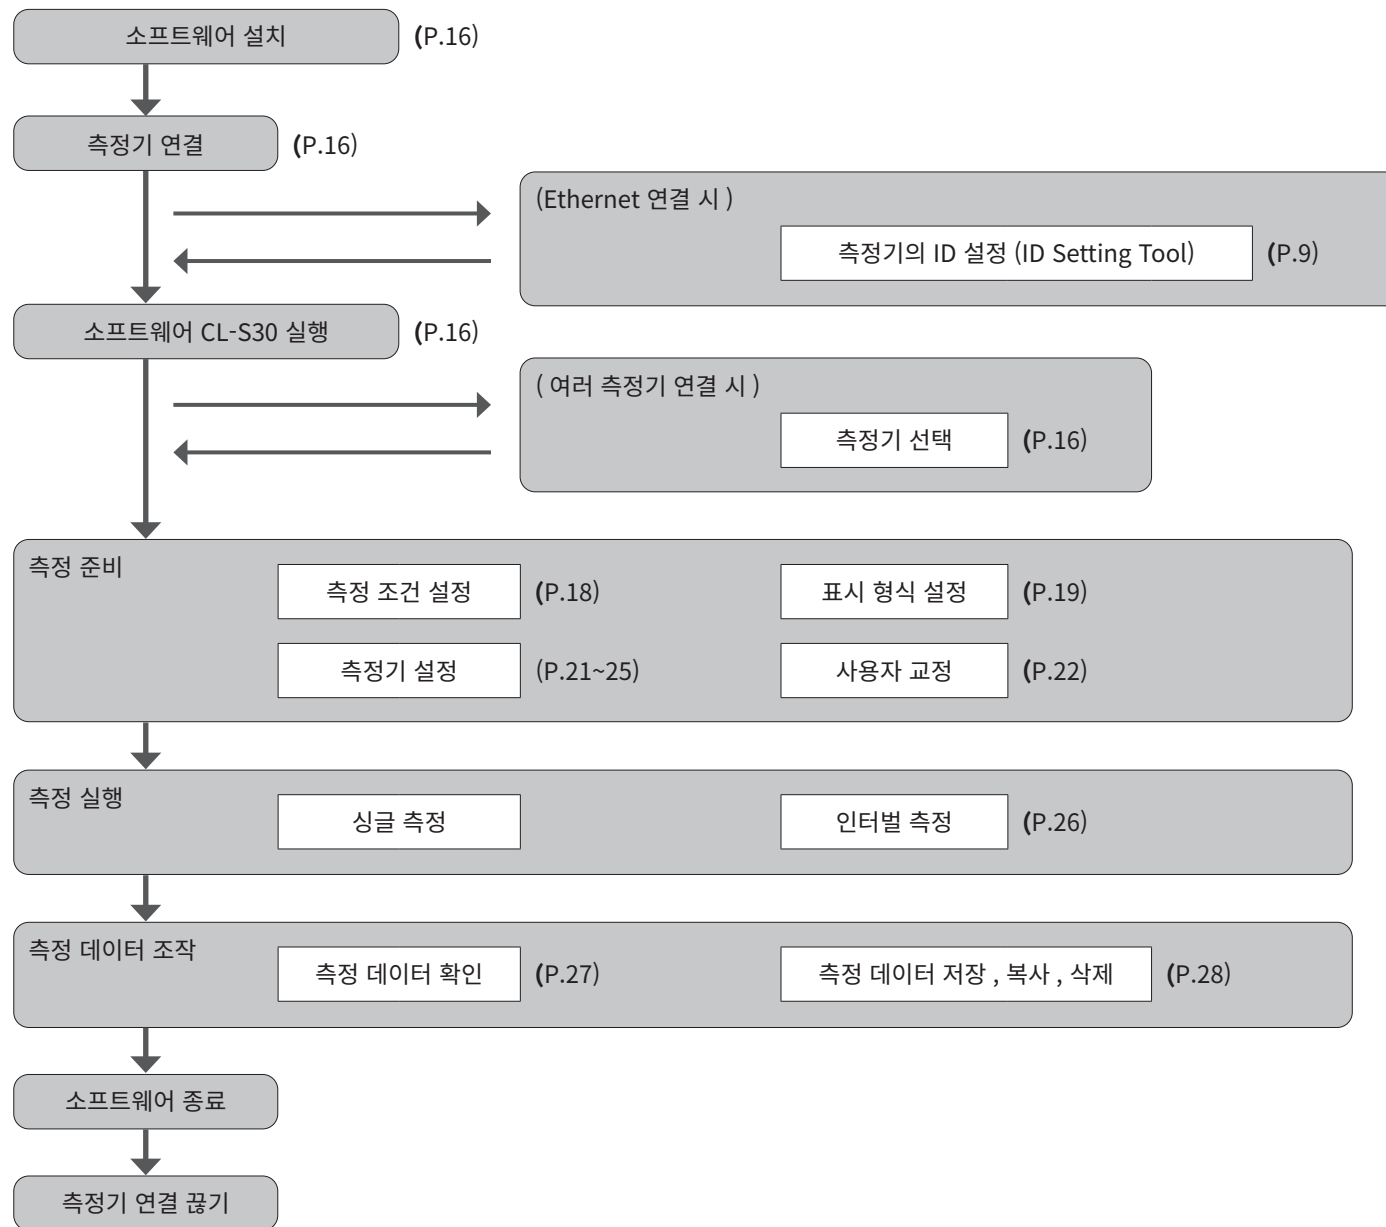 소프트웨어 설치 (P.16)
측정기 연결 (P.16)
(Ethernet 연결 시 )
측정기의 ID 설정 (ID Setting Tool) (P.9)
소프트웨어 CL-S30 실행 (P.16)
( 여러 측정기 연결 시 )
측정기 선택 (P.16)
측정 준비
측정 조건 설정 (P.18) 표시 형식 설정 (P.19)
측정기 설정 (P.21~25) 사용자 교정 (P.22)
측정 실행
싱글 측정 인터벌 측정 (P.26)
측정 데이터 조작
측정 데이터 확인 (P.27) 측정 데이터 저장 , 복사 , 삭제 (P.28)
소프트웨어 종료
측정기 연결 끊기